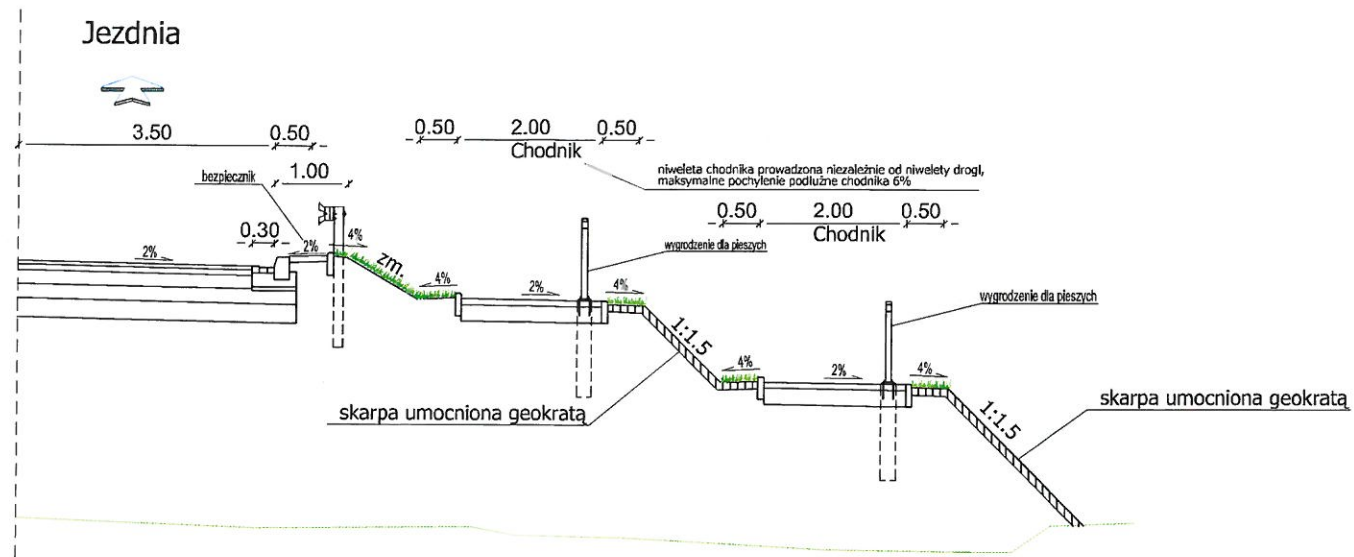 Jezdnia
3.50
0.50
0.50
2.00
0.50
Chodnik
bezpiecznik
1.00
niweleta chodnika prowadzona niezależnie od niwelety drogi,
maksymalne pochylenie podłużne chodnika 6%
0.50
2.00
0.50
Chodnik
0.30
2%
2%
4%
wygrodzenie dla pieszych
zm.
4%
2%
4%
wygrodzenie dla pieszych
1:1.5
4%
2%
4%
skarpa umocniona geokratą
1:1.5
skarpa umocniona geokratą